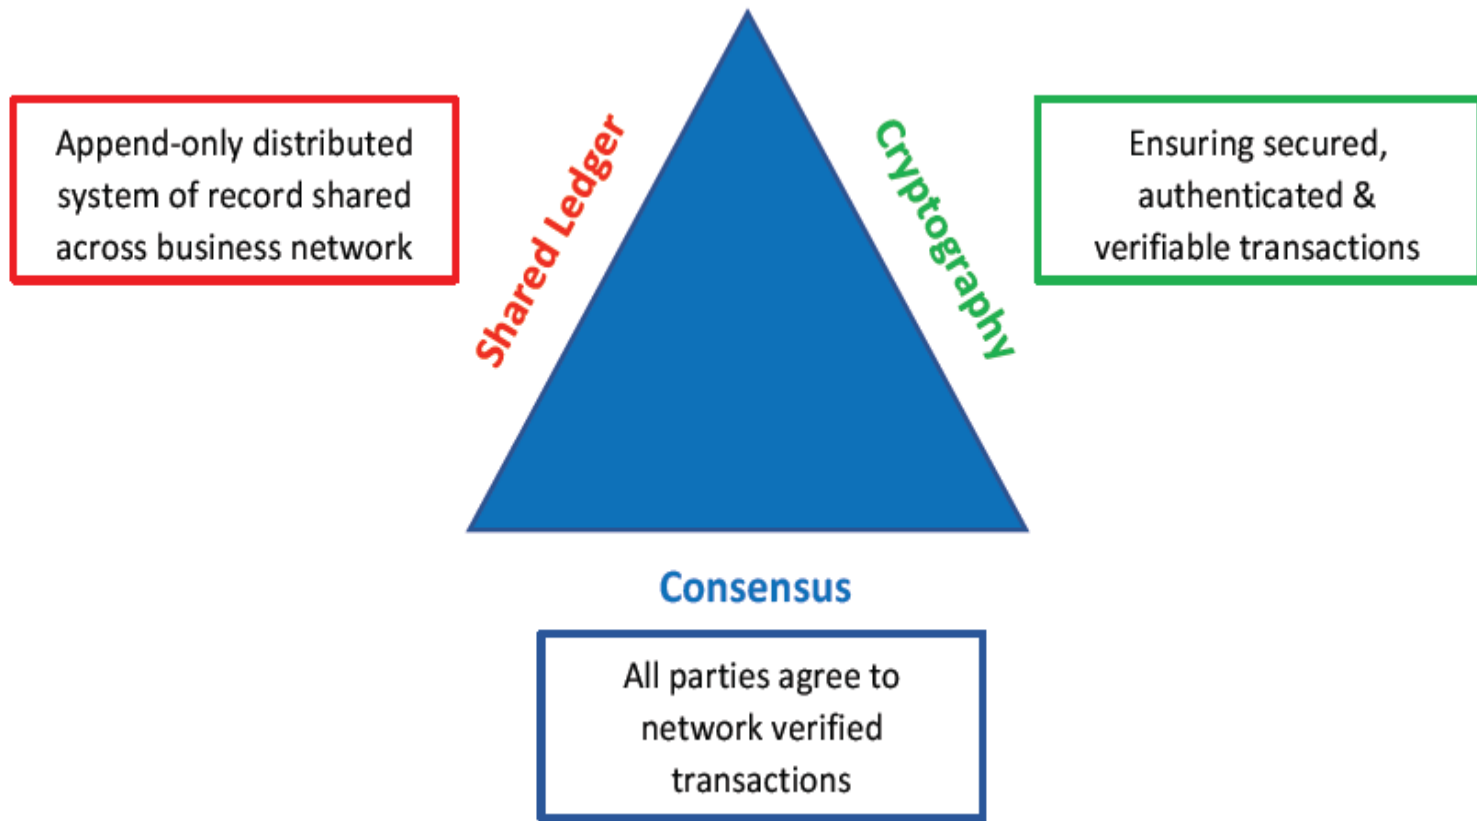 Append-only distributed
system of record shared
across business network
Shared Ledger
Cryptography
Ensuring secured,
authenticated &
verifiable transactions
Consensus
All parties agree to
network verified
transactions